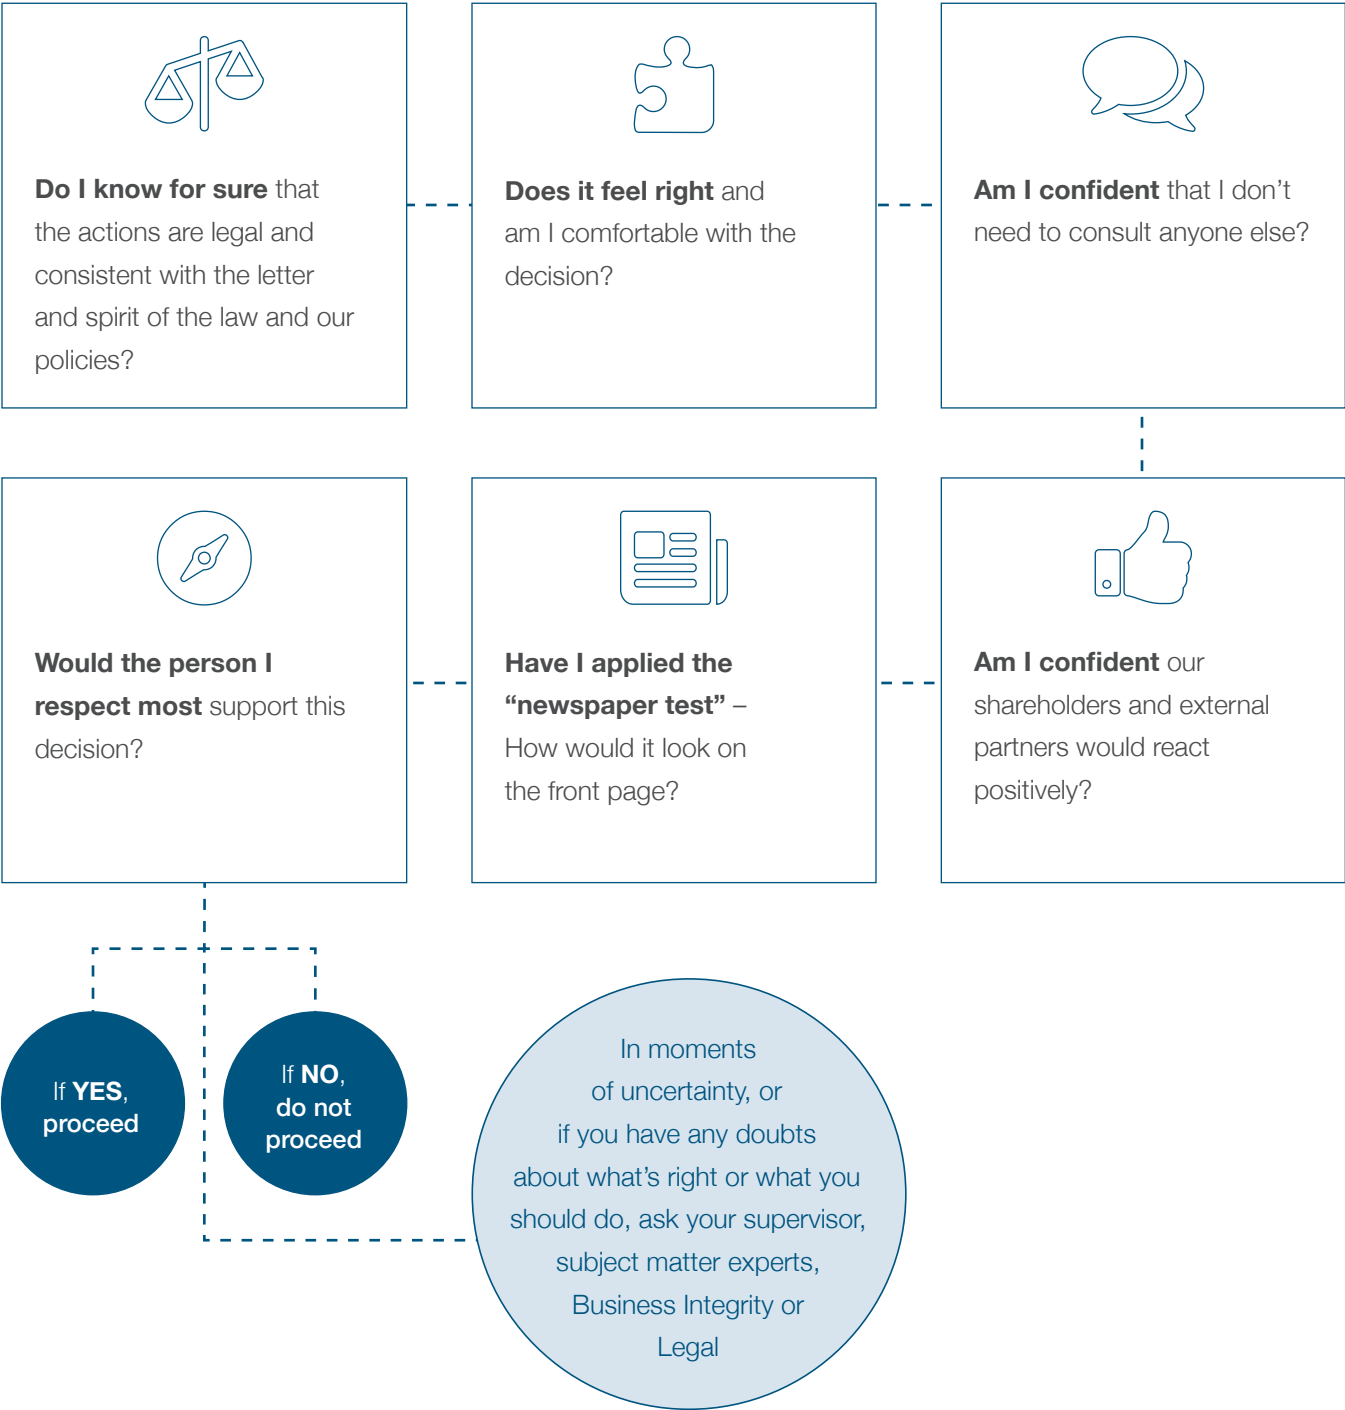 Do I know for sure that
the actions are legal and
consistent with the letter
and spirit of the law and our
policies?
Does it feel right and
am I comfortable with the
decision?
Am I confident that I don’t
need to consult anyone else?
Am I confident our
shareholders and external
partners would react
positively?
Have I applied the
“newspaper test” –
How would it look on
the front page?
Would the person I
respect most support this
decision?
If YES,
proceed
If NO,
do not
proceed
In moments
of uncertainty, or
if you have any doubts
about what’s right or what you
should do, ask your supervisor,
subject matter experts,
Business Integrity or
Legal